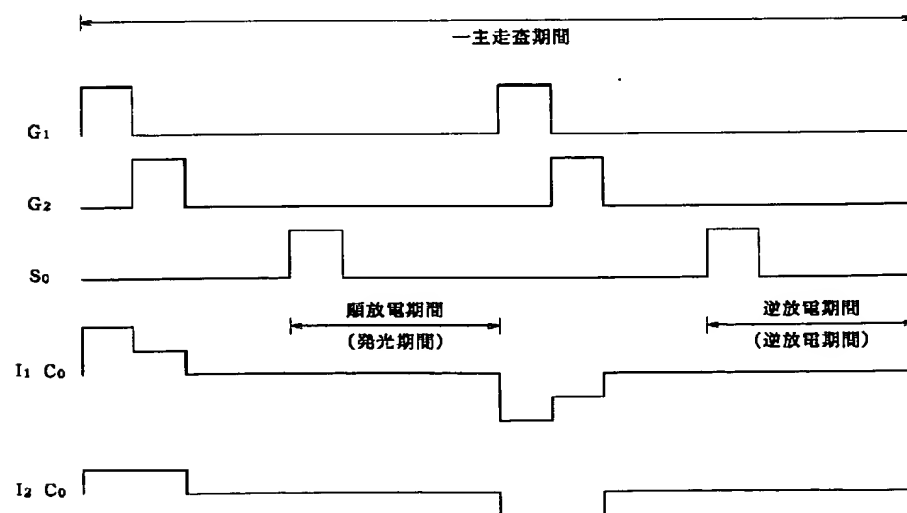 一主走査期間
G₁
G₂
S₀
順放電期間
(発光期間)
逆放電期間
(逆放電期間)
I₁ C₀
I₂ C₀